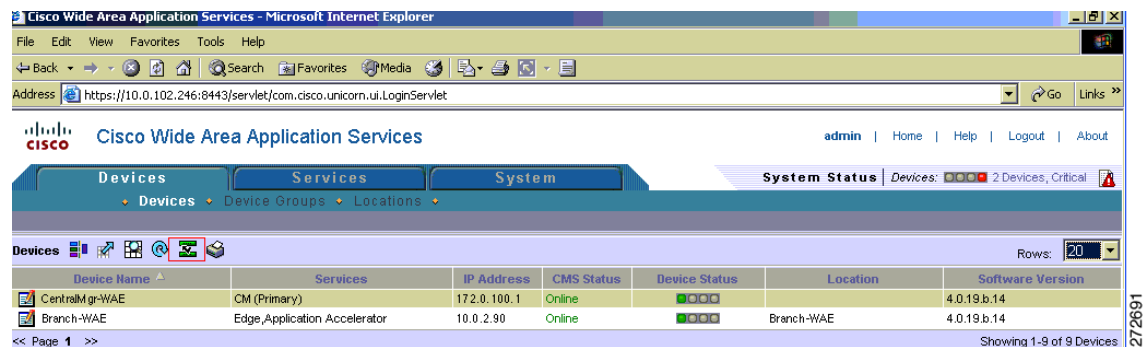 Cisco Wide Area Application Services - Microsoft Internet Explorer
File Edit View Favorites Tools Help
Back Search Favorites Media
Address https://10.0.102.246:8443/servlet/com.cisco.unicorn.ui.LoginServlet Go Links »
CISCO Cisco Wide Area Application Services admin | Home | Help | Logout | About
Devices Services System System Status Devices: 2 Devices, Critical
Devices Device Groups Locations
Devices Rows: 20
Device Name Services IP Address CMS Status Device Status Location Software Version
CentralMgr-WAE CM (Primary) 172.0.100.1 Online 4.0.19.b.14
Branch-WAE Edge,Application Accelerator 10.0.2.90 Online Branch-WAE 4.0.19.b.14
<< Page 1 >> Showing 1-9 of 9 Devices
272691